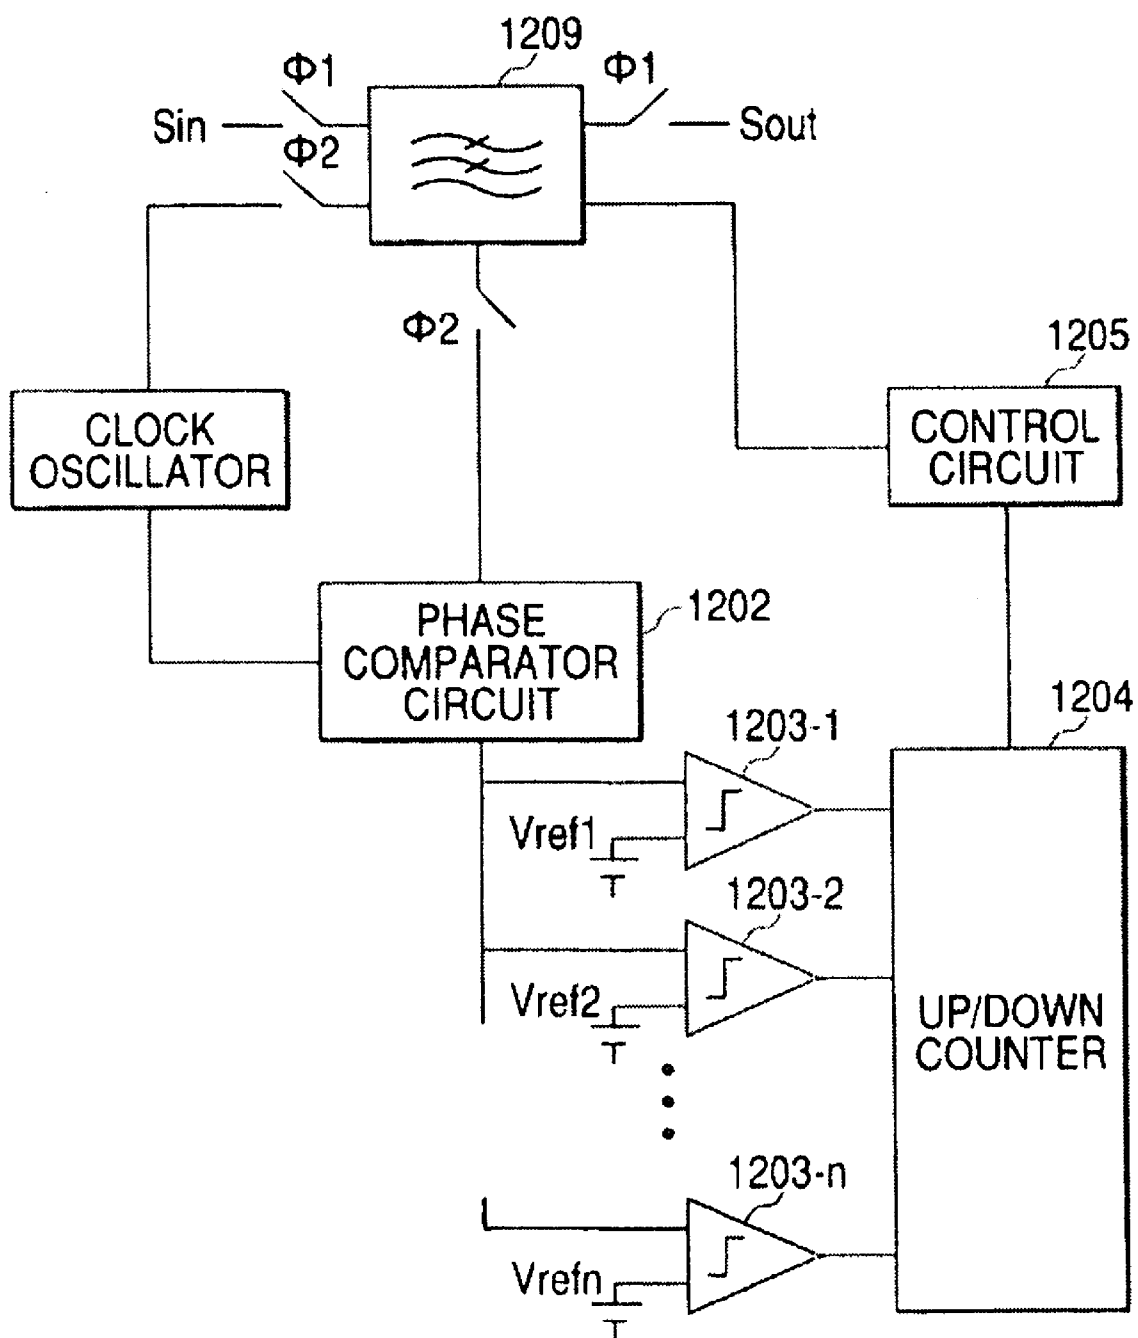 1209
Φ1
Φ1
Sin
Sout
Φ2
Φ2
1205
CLOCK
OSCILLATOR
CONTROL
CIRCUIT
PHASE
COMPARATOR
CIRCUIT
1202
1204
1203-1
Vref1
1203-2
Vref2
UP/DOWN
COUNTER
1203-n
Vrefn